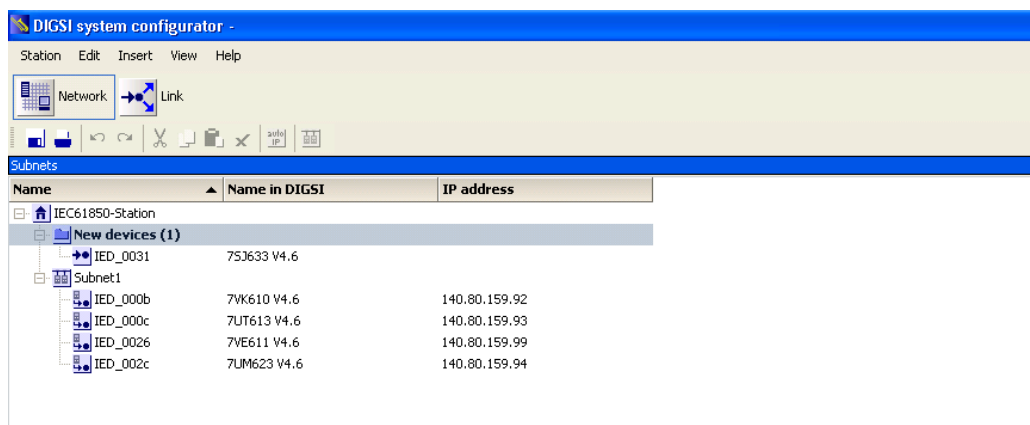 DIGSI system configurator -
Station Edit Insert View Help
Network Link
auto IP
Subnets
Name Name in DIGSI IP address
IEC61850-Station
New devices (1)
IED_0031 7SJ633 V4.6
Subnet1
IED_000b 7VK610 V4.6 140.80.159.92
IED_000c 7UT613 V4.6 140.80.159.93
IED_0026 7VE611 V4.6 140.80.159.99
IED_002c 7UM623 V4.6 140.80.159.94